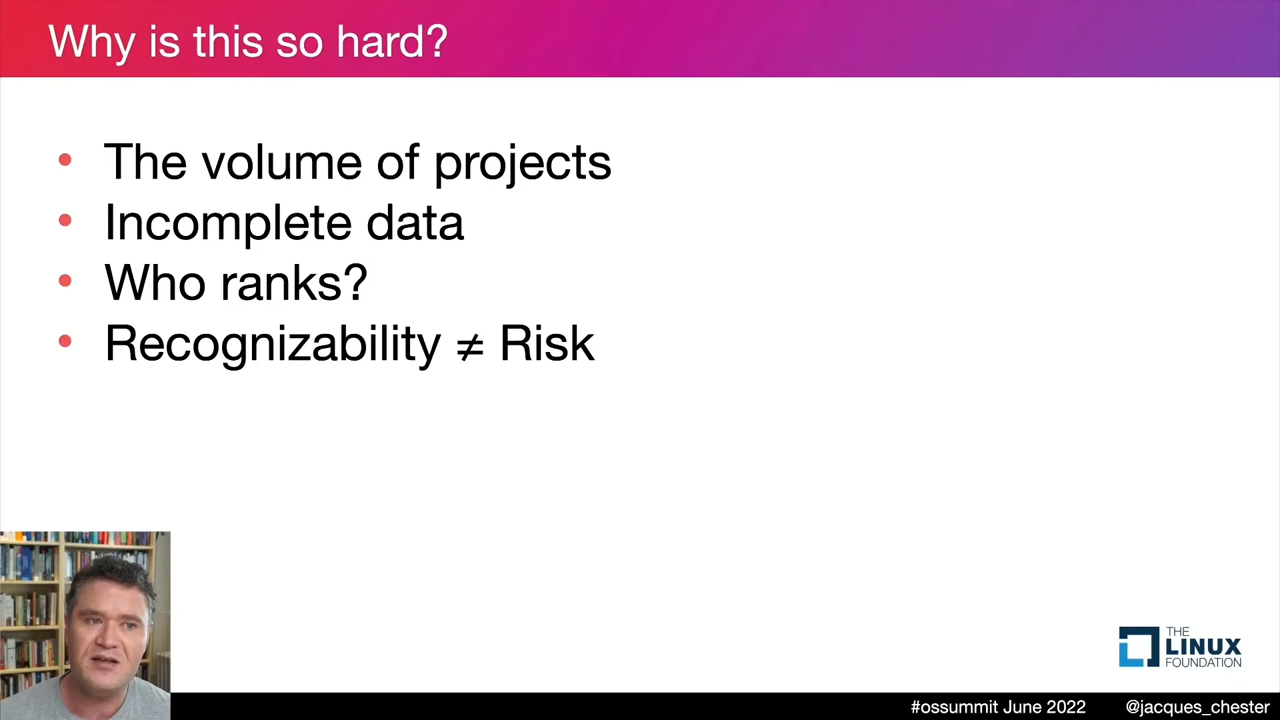 Why is this so hard?
• The volume of projects
• Incomplete data
• Who ranks?
• Recognizability ≠ Risk
THE
LINUX
FOUNDATION
#ossummit June 2022 @jacques_chester